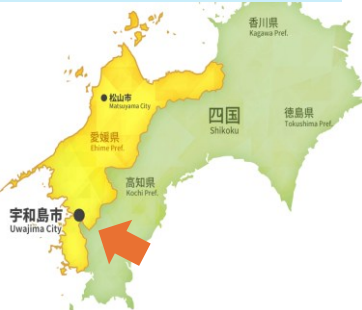 香川県
Kagawa Pref.
松山市
Matsuyama City
四国
Shikoku
徳島県
Tokushima Pref.
愛媛県
Ehime Pref.
高知県
Kochi Pref.
宇和島市
Uwajima City